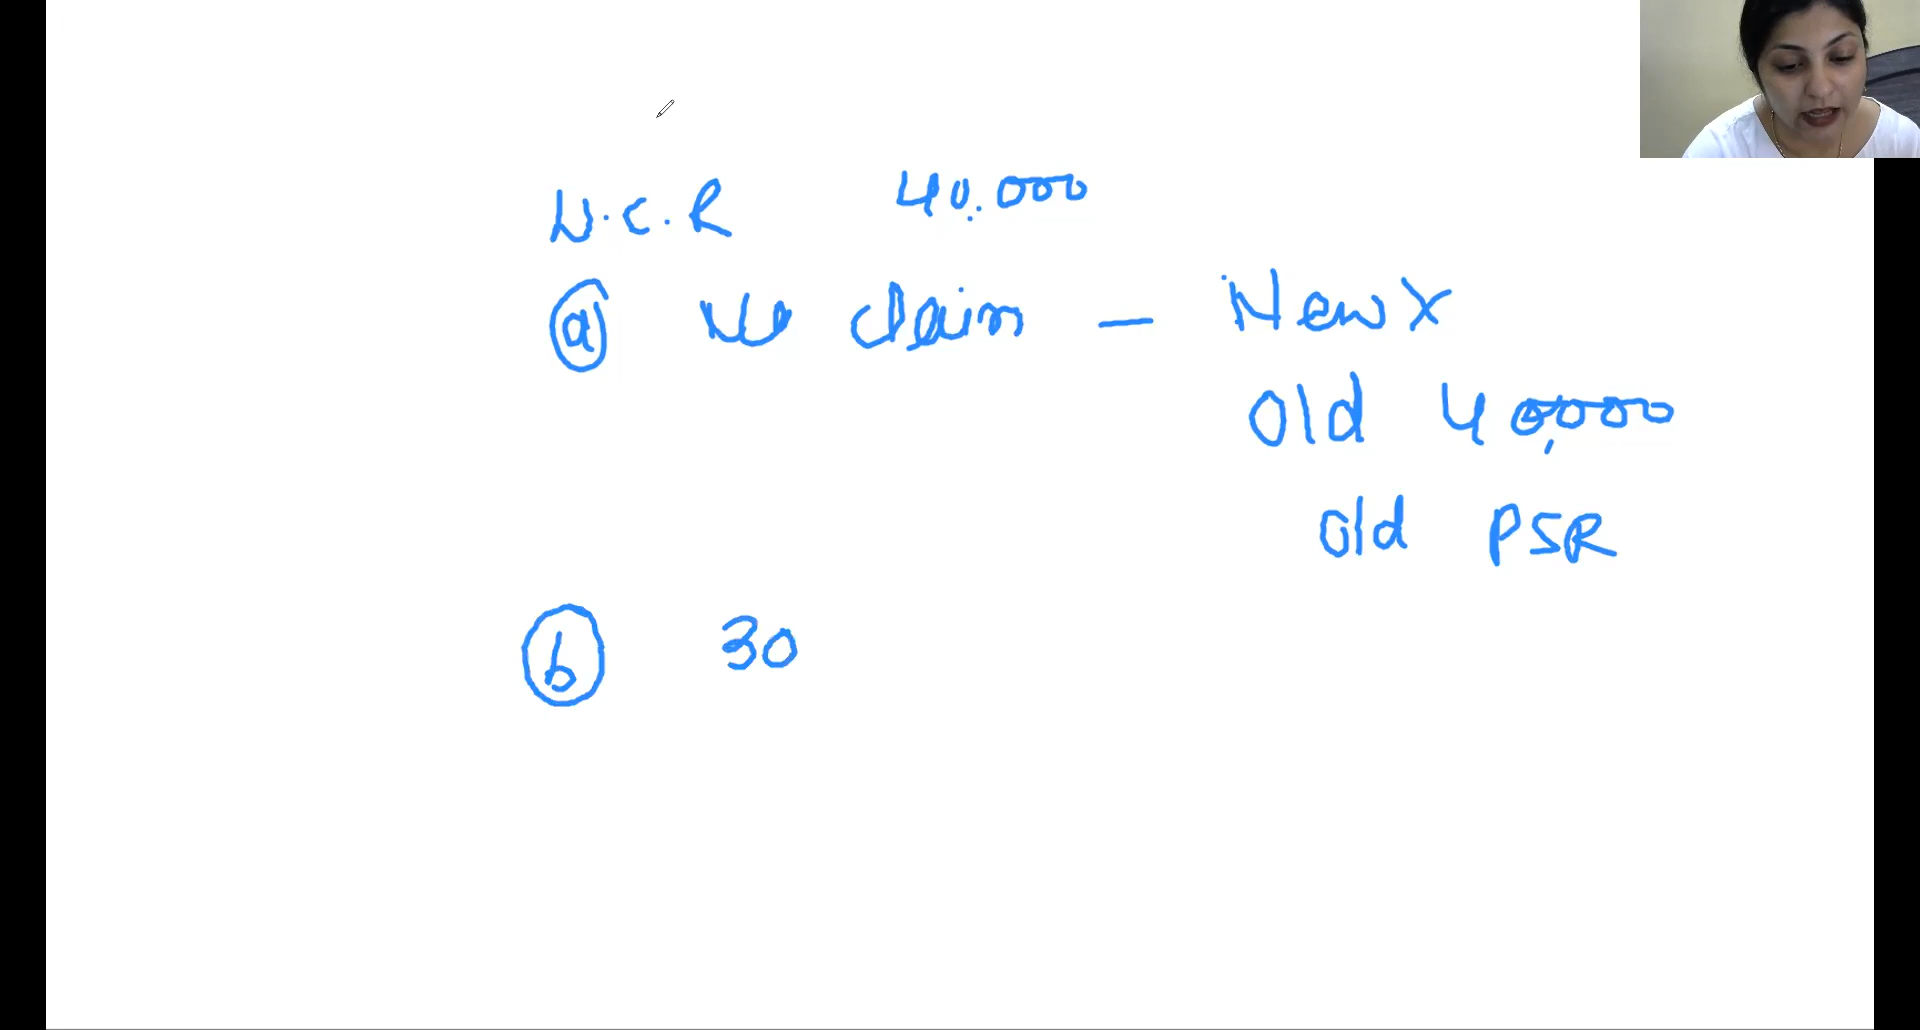 W.C.R 40,000
(a) No claim - New X
Old 40,000
Old PSR
(b) 30